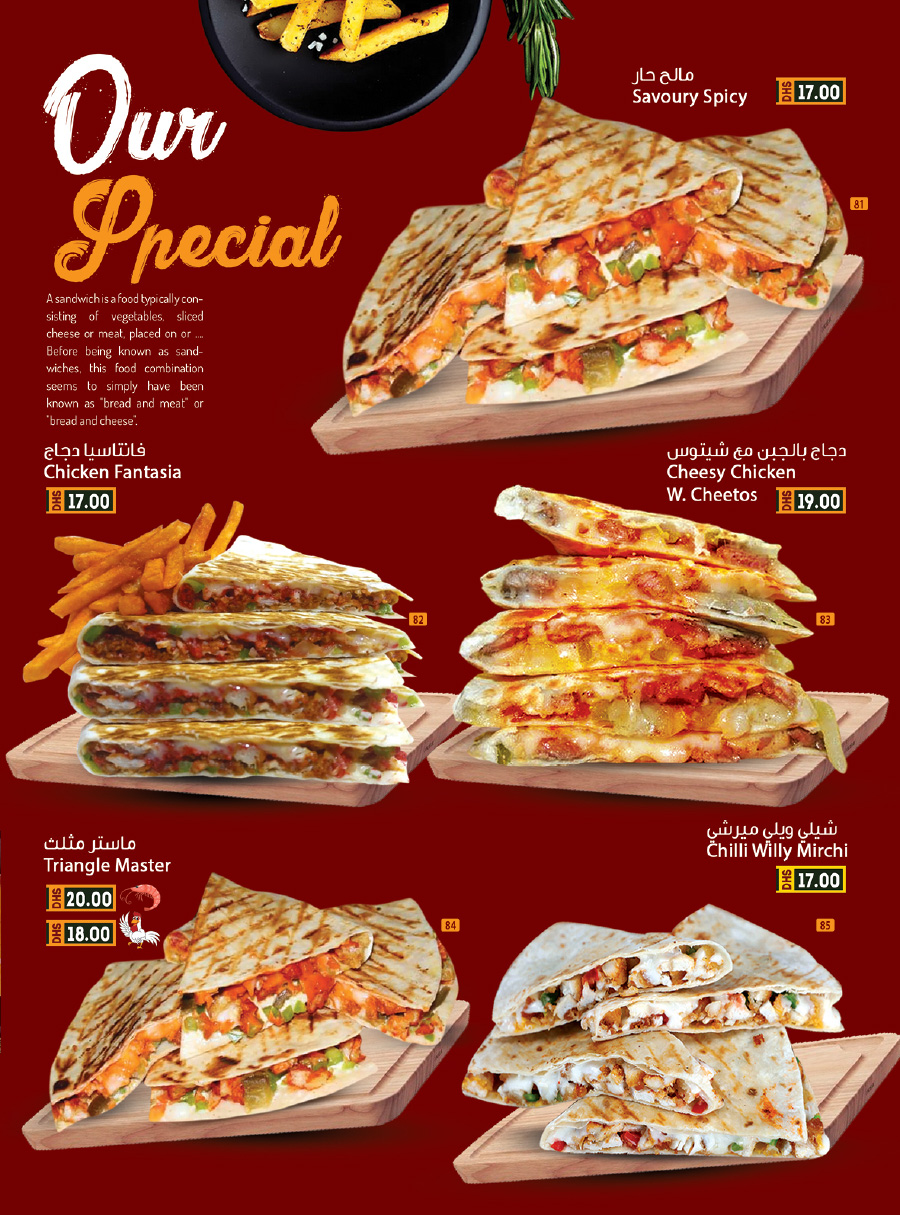 Our
Special
A sandwich is a food typically con-
sisting of vegetables, sliced
cheese or meat, placed on or ....
Before being known as sand-
wiches, this food combination
seems to simply have been
known as "bread and meat" or
"bread and cheese".
مالح حار
Savoury Spicy
DHS 17.00
81
فانتاسيا دجاج
Chicken Fantasia
DHS 17.00
82
دجاج بالجبن مع شيتوس
Cheesy Chicken
W. Cheetos
DHS 19.00
83
ماستر مثلث
Triangle Master
DHS 20.00
DHS 18.00
84
شيلي ويلي ميرشي
Chilli Willy Mirchi
DHS 17.00
85